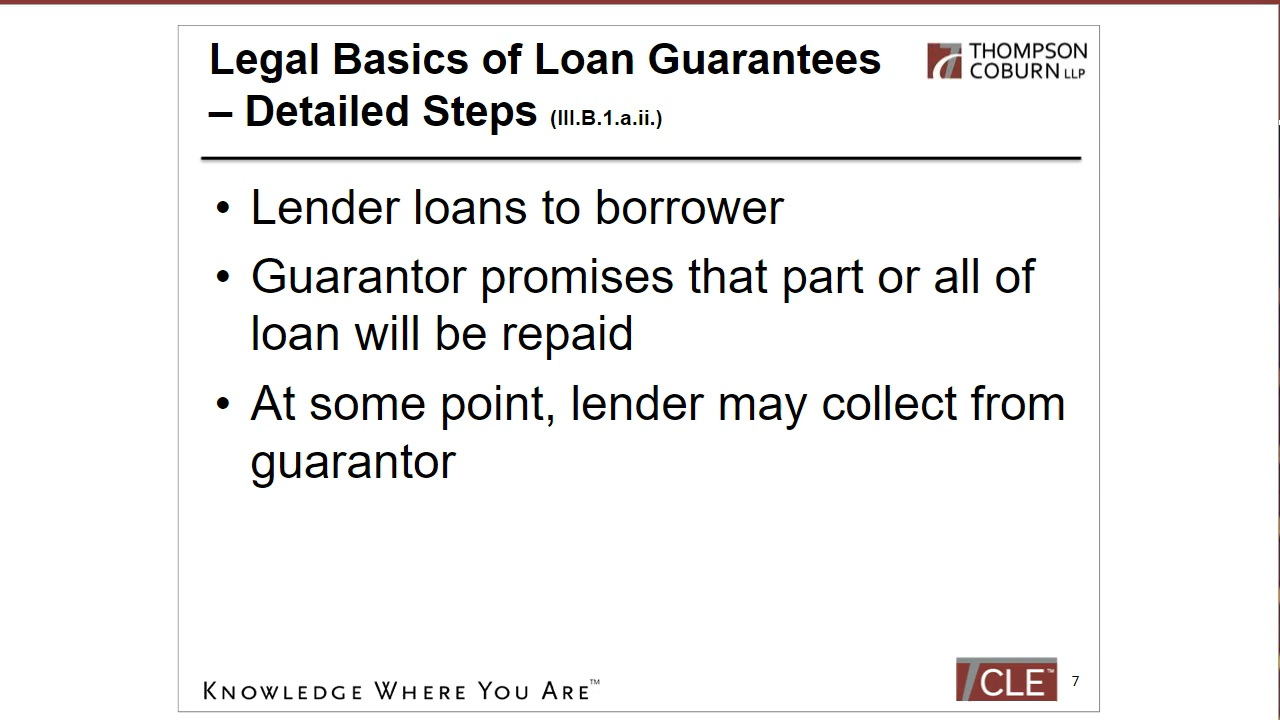 Legal Basics of Loan Guarantees
– Detailed Steps (III.B.1.a.ii.)
THOMPSON
COBURN LLP
• Lender loans to borrower
• Guarantor promises that part or all of
loan will be repaid
• At some point, lender may collect from
guarantor
KNOWLEDGE WHERE YOU ARE™
CLE™
7